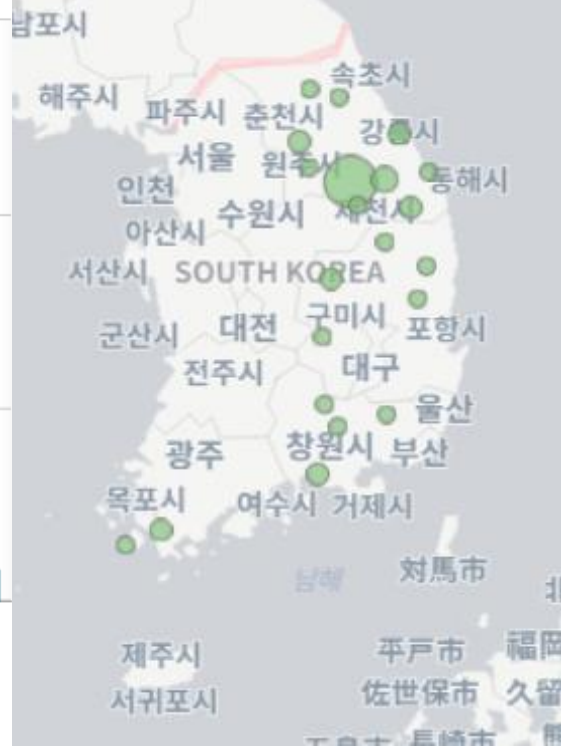 남포시
속초시
해주시
파주시
춘천시
강릉시
서울
원주시
인천
동해시
수원시
제천시
아산시
서산시
SOUTH KOREA
구미시
군산시
대전
포항시
전주시
대구
울산
광주
창원시
부산
목포시
여수시
거제시
남해
対馬市
제주시
平戸市
福岡
서귀포시
佐世保市
久留
長崎市